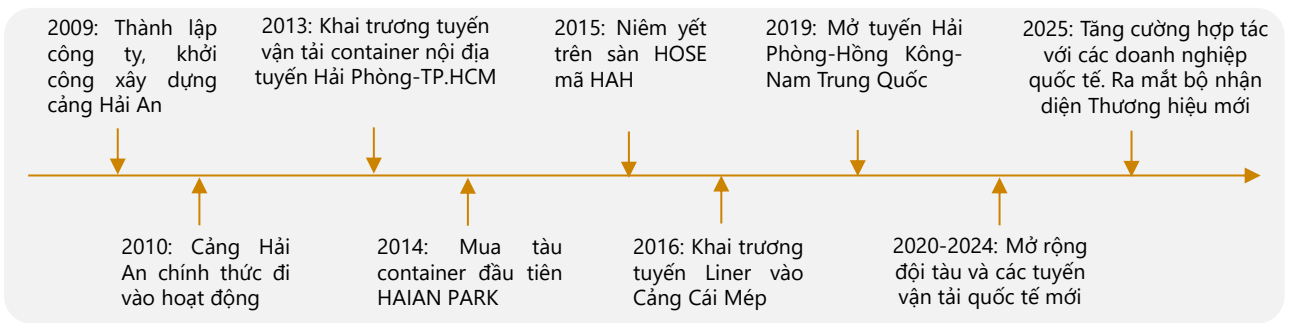 2009: Thành lập
công ty, khởi
công xây dựng
cảng Hải An
2013: Khai trương tuyến
vận tải container nội địa
tuyến Hải Phòng-TP.HCM
2015: Niêm yết
trên sàn HOSE
mã HAH
2019: Mở tuyến Hải
Phòng-Hồng Kông-
Nam Trung Quốc
2025: Tăng cường hợp tác
với các doanh nghiệp
quốc tế. Ra mắt bộ nhận
diện Thương hiệu mới
2010: Cảng Hải
An chính thức đi
vào hoạt động
2014: Mua tàu
container đầu tiên
HAIAN PARK
2016: Khai trương
tuyến Liner vào
Cảng Cái Mép
2020-2024: Mở rộng
đội tàu và các tuyến
vận tải quốc tế mới